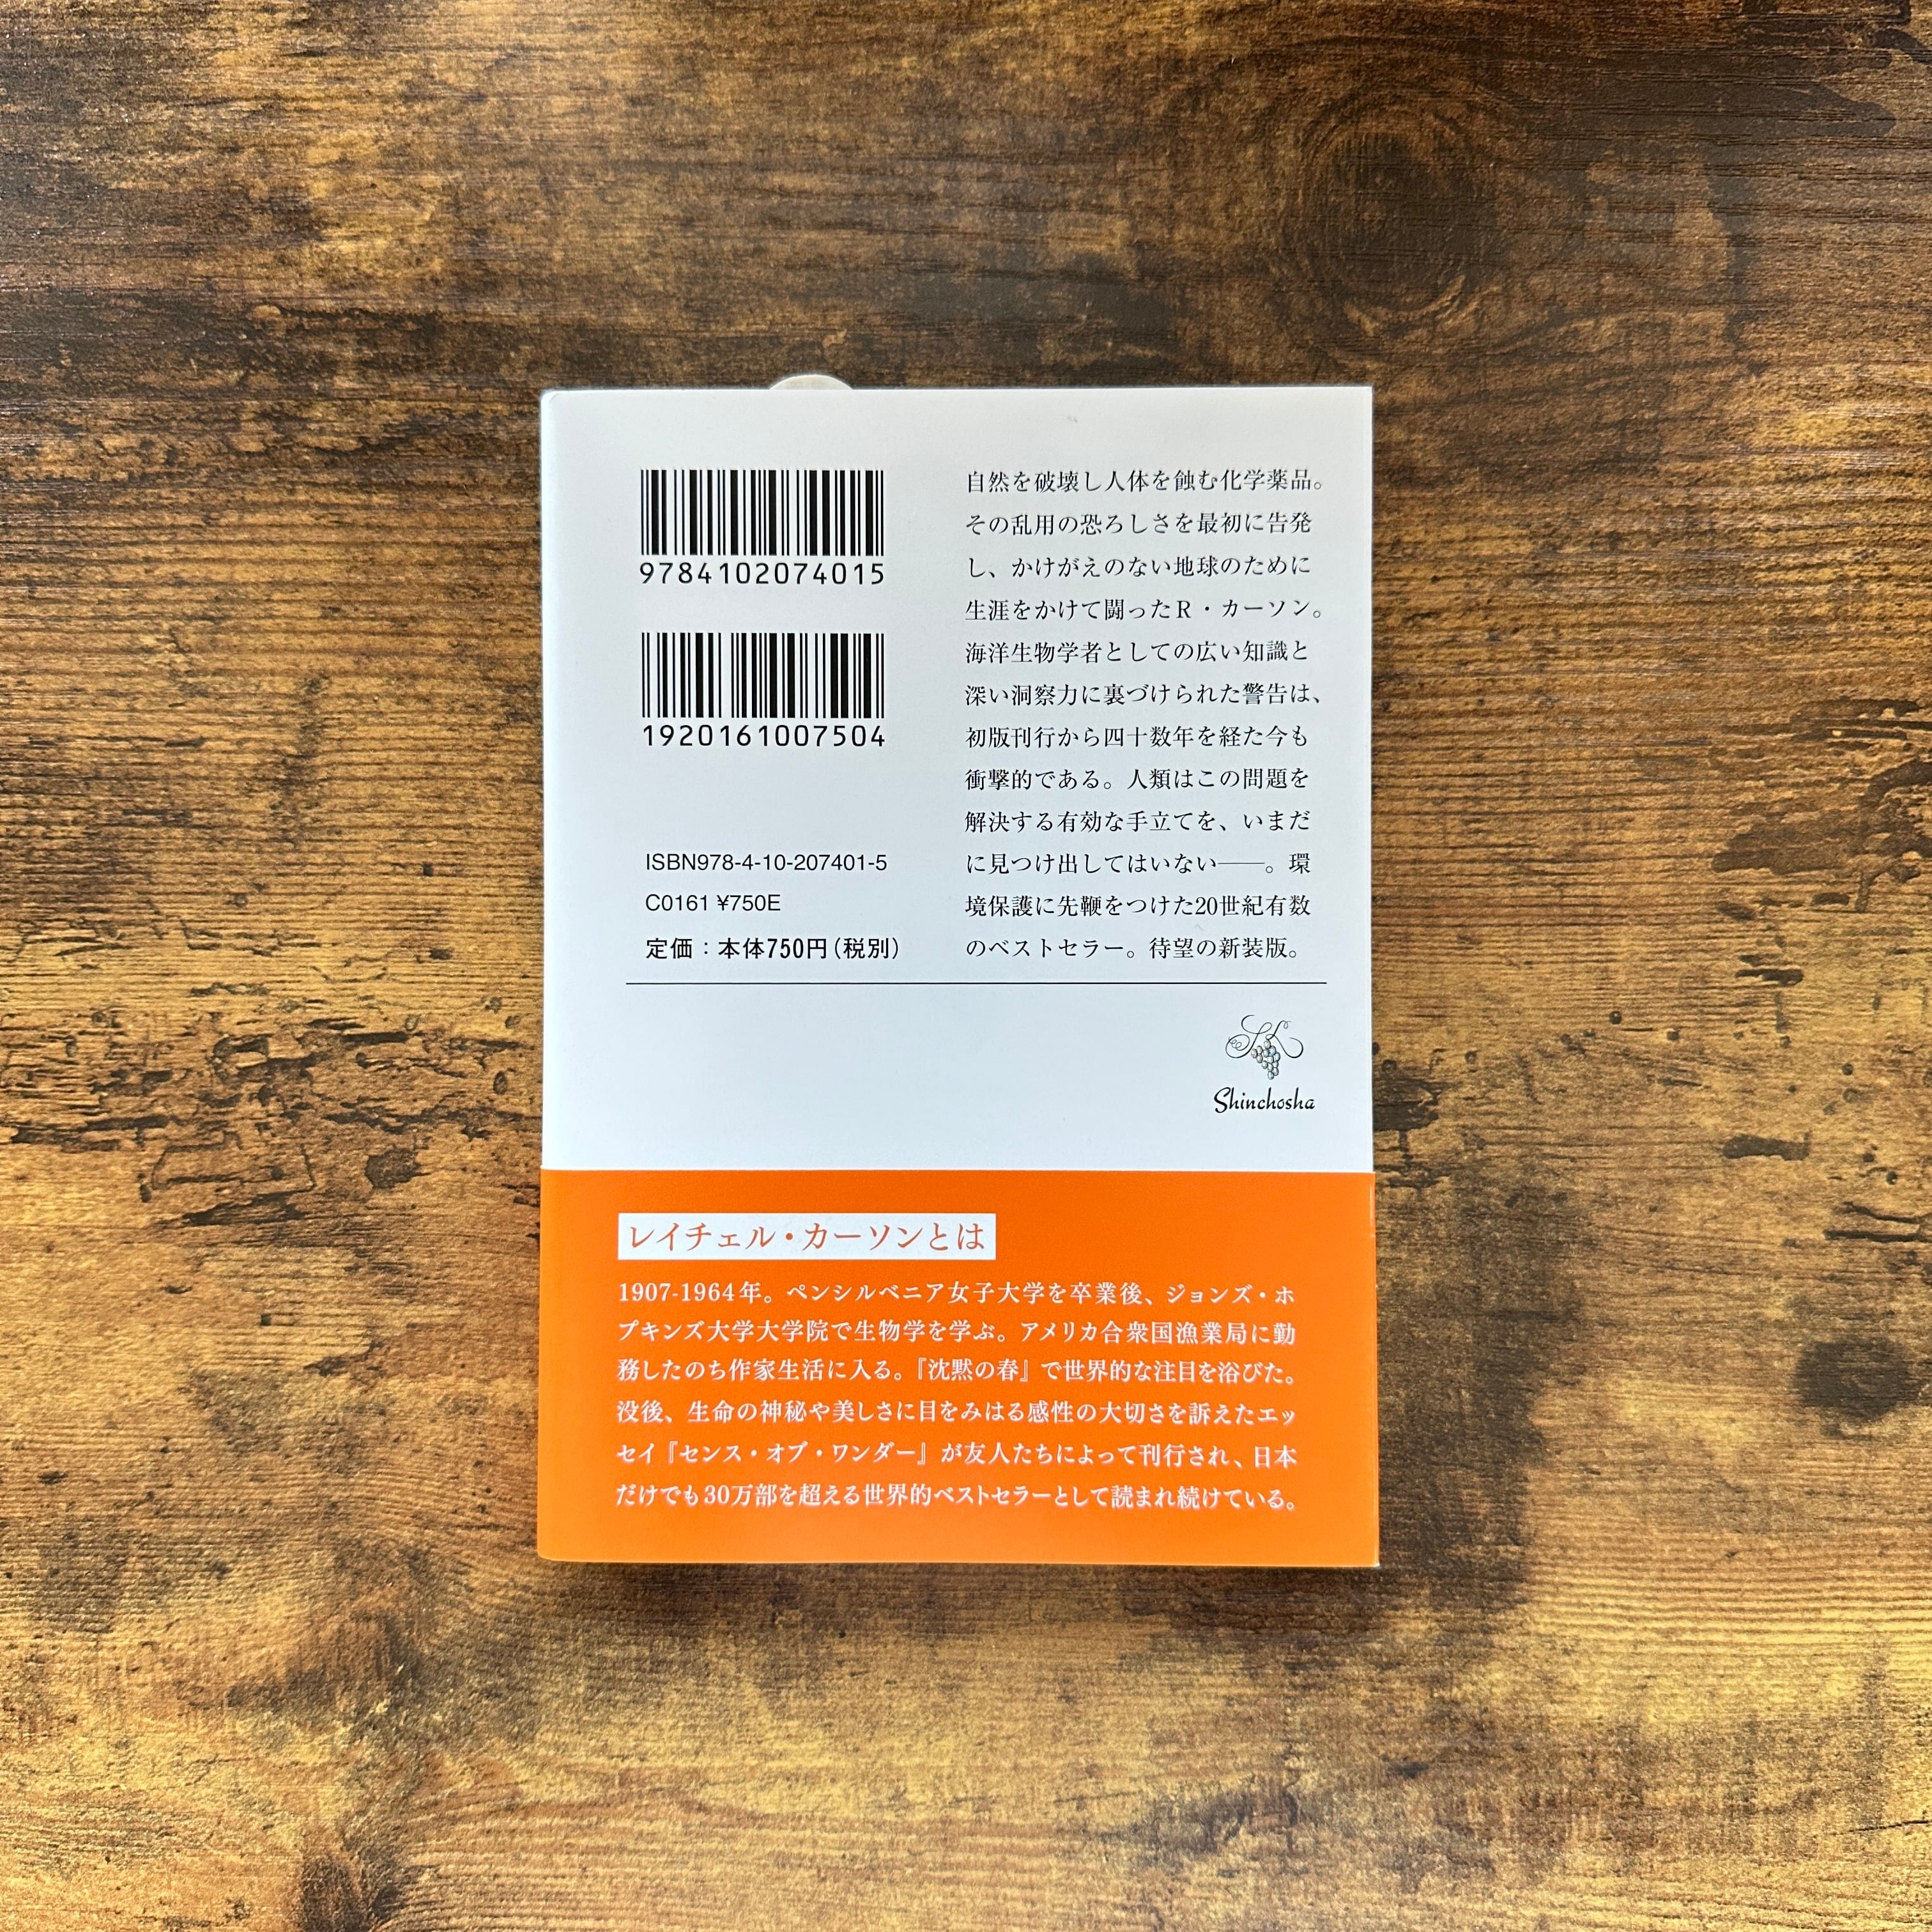 9784102074015
1920161007504
ISBN978-4-10-207401-5
C0161 ¥750E
定価：本体750円（税別）
自然を破壊し人体を蝕む化学薬品。
その乱用の恐ろしさを最初に告発
し、かけがえのない地球のために
生涯をかけて闘ったR・カーソン。
海洋生物学者としての広い知識と
深い洞察力に裏づけられた警告は、
初版刊行から四十数年を経た今も
衝撃的である。人類はこの問題を
解決する有効な手立てを、いまだ
に見つけ出してはいない――。環
境保護に先鞭をつけた20世紀有数
のベストセラー。待望の新装版。
Shinchosha
レイチェル・カーソンとは
1907-1964年。ペンシルベニア女子大学を卒業後、ジョンズ・ホ
プキンズ大学大学院で生物学を学ぶ。アメリカ合衆国漁業局に勤
務したのち作家生活に入る。『沈黙の春』で世界的な注目を浴びた。
没後、生命の神秘や美しさに目をみはる感性の大切さを訴えたエッ
セイ『センス・オブ・ワンダー』が友人たちによって刊行され、日本
だけでも30万部を超える世界的ベストセラーとして読まれ続けている。